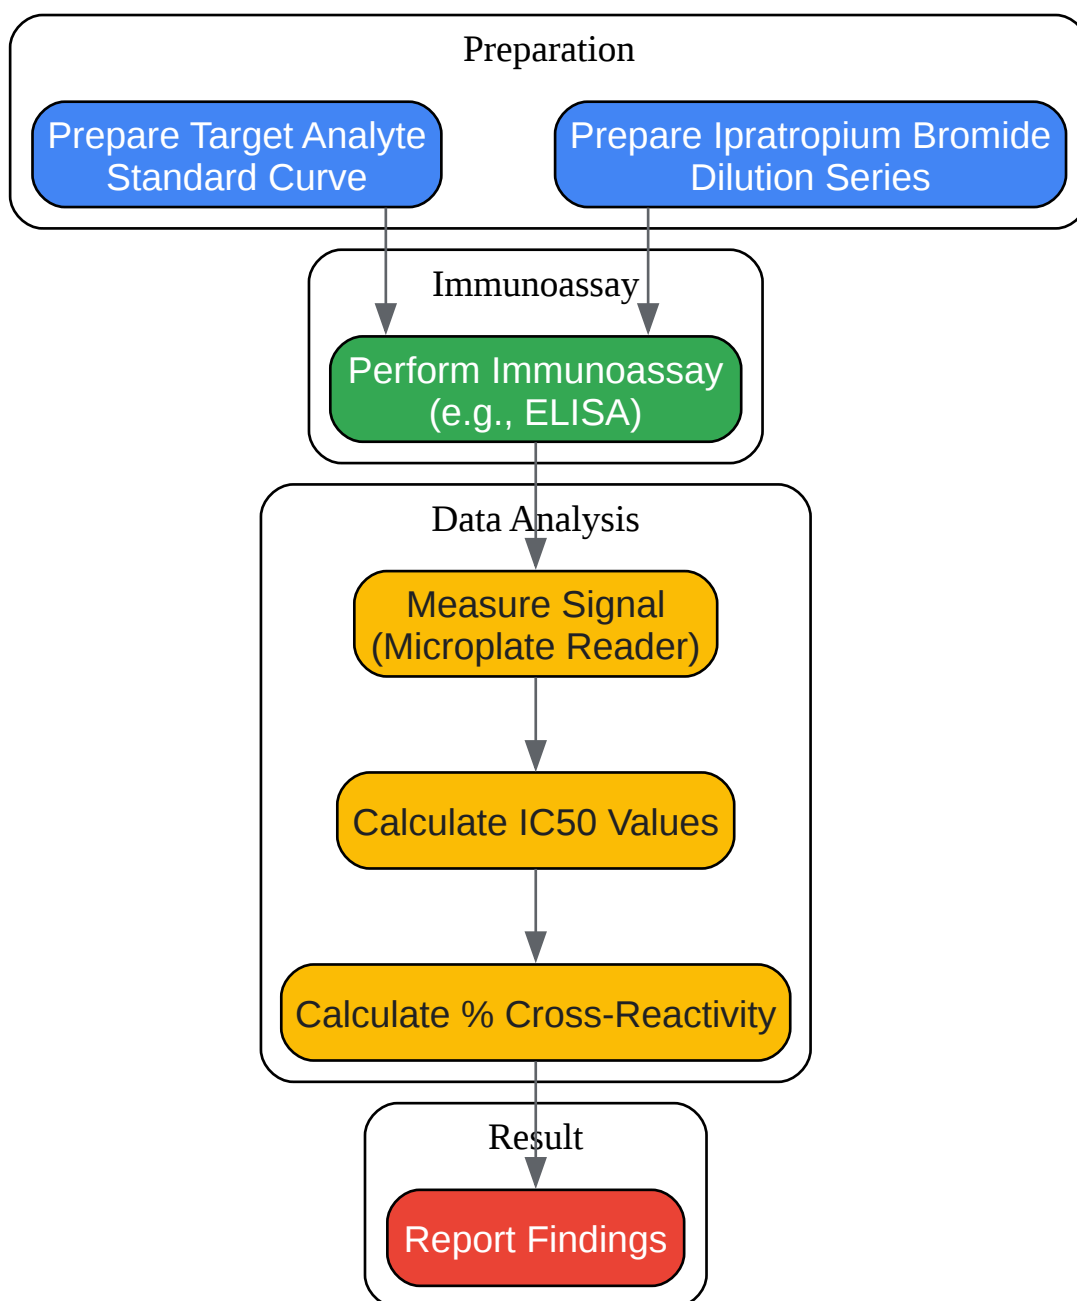 Preparation
Prepare Target Analyte
Standard Curve
Prepare Ipratropium Bromide
Dilution Series
Immunoassay
Perform Immunoassay
(e.g., ELISA)
Data Analysis
Measure Signal
(Microplate Reader)
Calculate IC50 Values
Calculate % Cross-Reactivity
Result
Report Findings